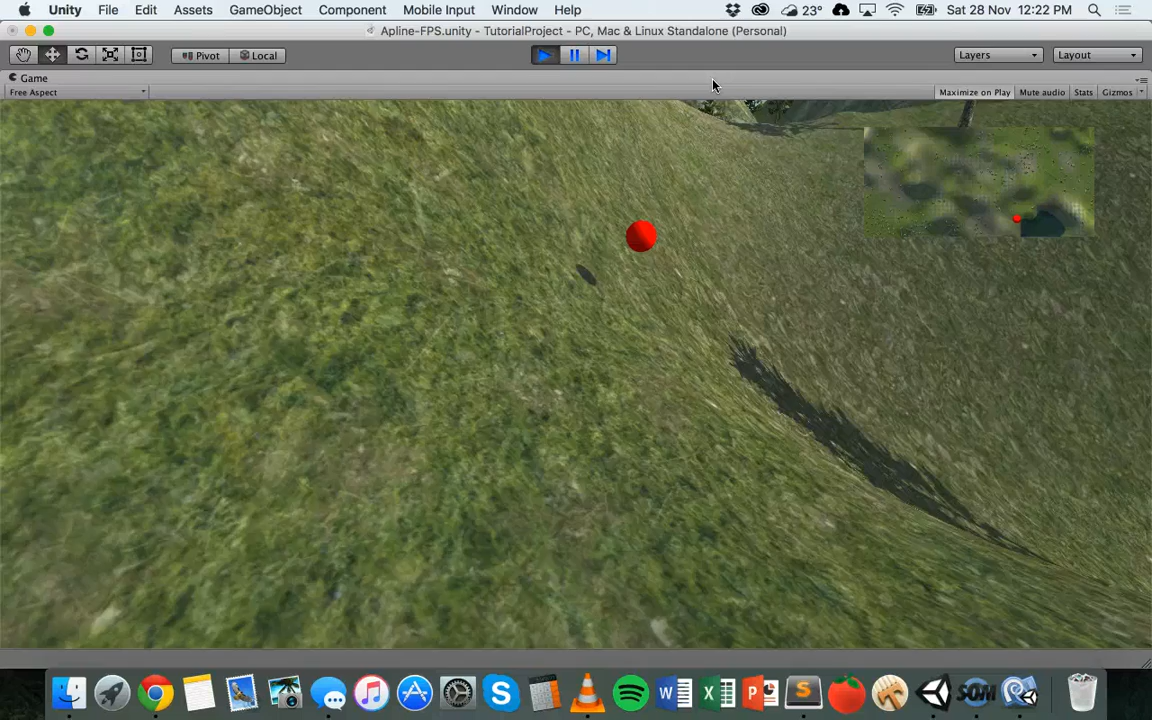 Unity File Edit Assets GameObject Component Mobile Input Window Help 23° Sat 28 Nov 12:22 PM
Apline-FPS.unity - TutorialProject - PC, Mac & Linux Standalone (Personal)
Pivot Local Layers Layout
Game
Free Aspect Maximize on Play Mute audio Stats Gizmos
SOM